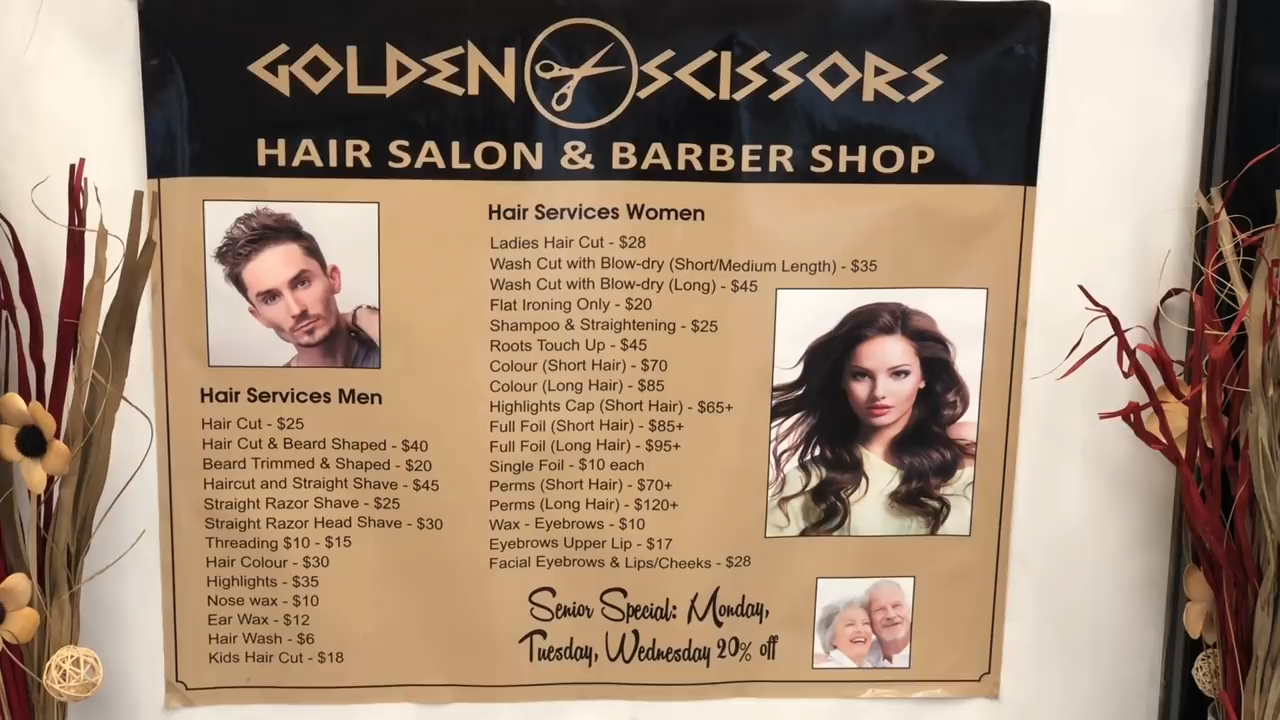 GOLDEN SCISSORS
HAIR SALON & BARBER SHOP
Hair Services Men
Hair Cut - $25
Hair Cut & Beard Shaped - $40
Beard Trimmed & Shaped - $20
Haircut and Straight Shave - $45
Straight Razor Shave - $25
Straight Razor Head Shave - $30
Threading $10 - $15
Hair Colour - $30
Highlights - $35
Nose wax - $10
Ear Wax - $12
Hair Wash - $6
Kids Hair Cut - $18
Hair Services Women
Ladies Hair Cut - $28
Wash Cut with Blow-dry (Short/Medium Length) - $35
Wash Cut with Blow-dry (Long) - $45
Flat Ironing Only - $20
Shampoo & Straightening - $25
Roots Touch Up - $45
Colour (Short Hair) - $70
Colour (Long Hair) - $85
Highlights Cap (Short Hair) - $65+
Full Foil (Short Hair) - $85+
Full Foil (Long Hair) - $95+
Single Foil - $10 each
Perms (Short Hair) - $70+
Perms (Long Hair) - $120+
Wax - Eyebrows - $10
Eyebrows Upper Lip - $17
Facial Eyebrows & Lips/Cheeks - $28
Senior Special: Monday,
Tuesday, Wednesday 20% off